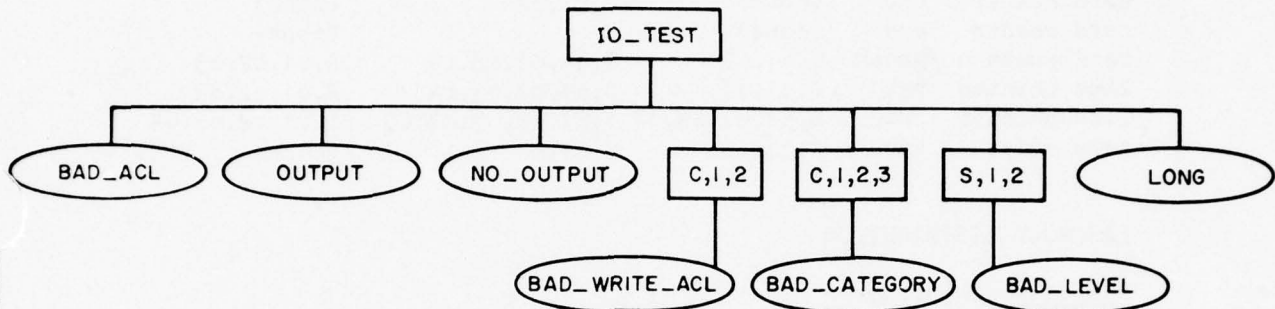 IO_TEST
BAD_ACL
OUTPUT
NO_OUTPUT
C,1,2
C,1,2,3
S,1,2
LONG
BAD_WRITE_ACL
BAD_CATEGORY
BAD_LEVEL